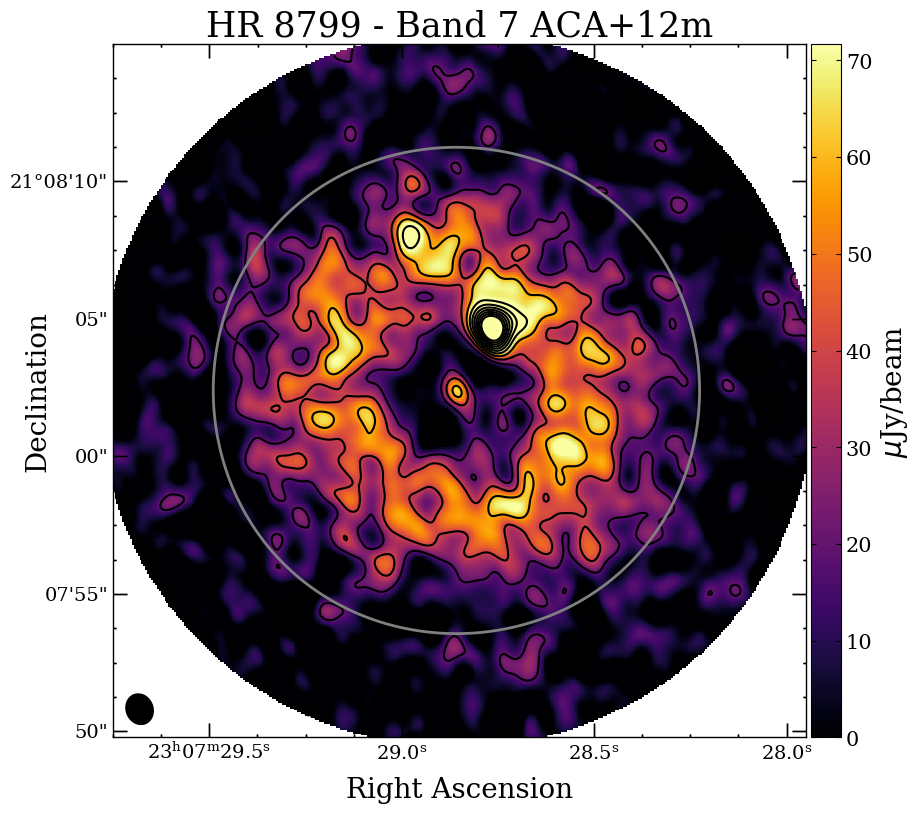 HR 8799 - Band 7 ACA+12m
70
60
50
40
30
20
10
0
μJy/beam
21°08'10"
05"
00"
07'55"
50"
Declination
23ʰ07ᵐ29.5ˢ
29.0ˢ
28.5ˢ
28.0ˢ
Right Ascension